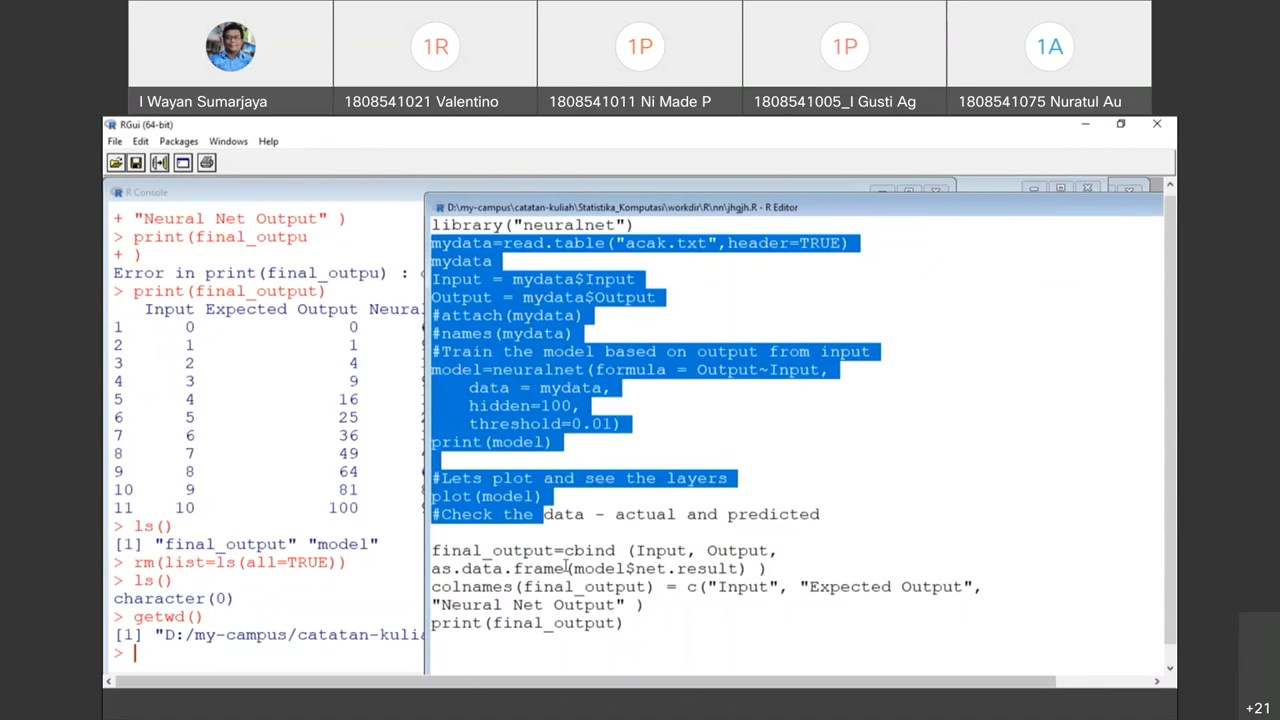 1R
1P
1P
1A
I Wayan Sumarjaya
1808541021 Valentino
1808541011 Ni Made P
1808541005_I Gusti Ag
1808541075 Nuratul Au
RGui (64-bit)
File Edit Packages Windows Help
R Console
+ "Neural Net Output" )
> print(final_outpu
+ )
Error in print(final_outpu) :
> print(final_output)
Input Expected Output Neura
1 0 0
2 1 1
3 2 4
4 3 9
5 4 16
6 5 25
7 6 36
8 7 49
9 8 64
10 9 81
11 10 100
> ls()
[1] "final_output" "model"
> rm(list=ls(all=TRUE))
> ls()
character(0)
> getwd()
[1] "D:/my-campus/catatan-kulia
>
D:\my-campus\catatan-kuliah\Statistika_Komputasi\workdir\R\nn\jhgjh.R - R Editor
library("neuralnet")
mydata=read.table("acak.txt",header=TRUE)
mydata
Input = mydata$Input
Output = mydata$Output
#attach(mydata)
#names(mydata)
#Train the model based on output from input
model=neuralnet(formula = Output~Input,
data = mydata,
hidden=100,
threshold=0.01)
print(model)
#Lets plot and see the layers
plot(model)
#Check the data - actual and predicted
final_output=cbind (Input, Output,
as.data.frame(model$net.result) )
colnames(final_output) = c("Input", "Expected Output",
"Neural Net Output" )
print(final_output)
+21